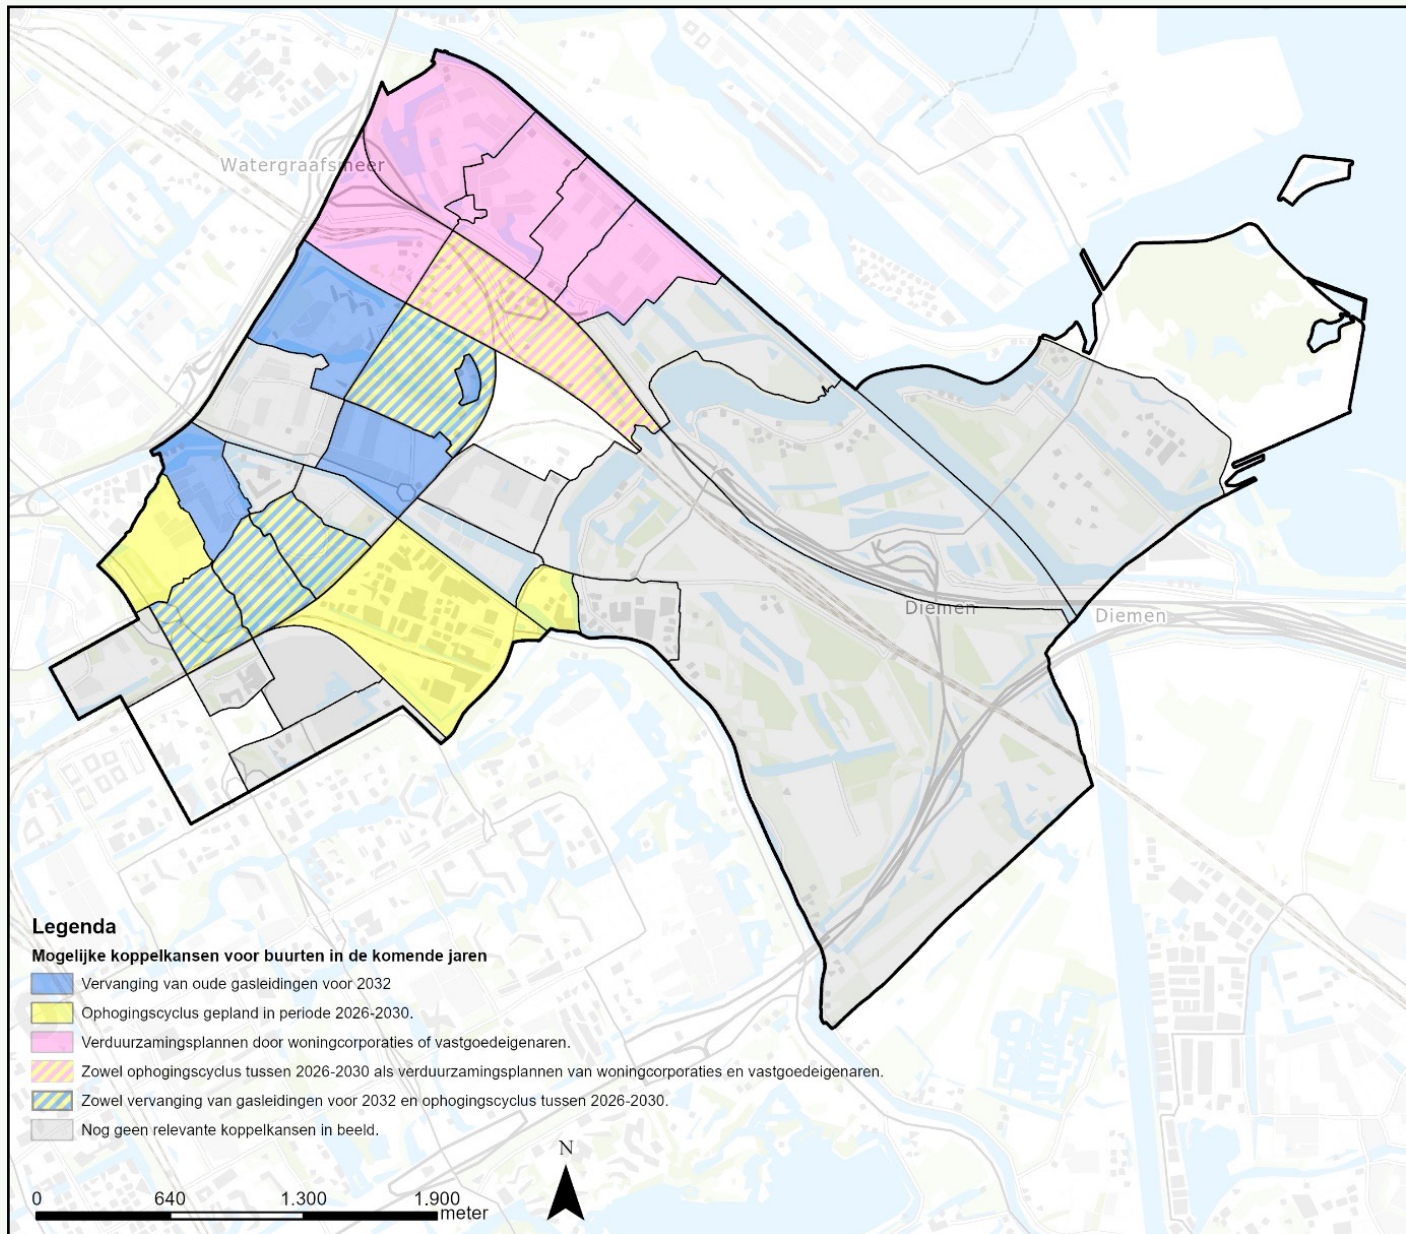 Watergraafsmeer
Diemen
Diemen
Legenda
Mogelijke koppelkansen voor buurten in de komende jaren
Vervanging van oude gasleidingen voor 2032
Ophogingscyclus gepland in periode 2026-2030.
Verduurzamingsplannen door woningcorporaties of vastgoedeigenaren.
Zowel ophogingscyclus tussen 2026-2030 als verduurzamingsplannen van woningcorporaties en vastgoedeigenaren.
Zowel vervanging van gasleidingen voor 2032 en ophogingscyclus tussen 2026-2030.
Nog geen relevante koppelkansen in beeld.
N
0 640 1.300 1.900
meter